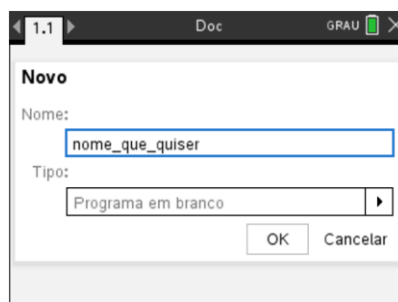 1.1 Doc GRAU
Novo
Nome:
nome_que_quiser
Tipo:
Programa em branco
OK Cancelar